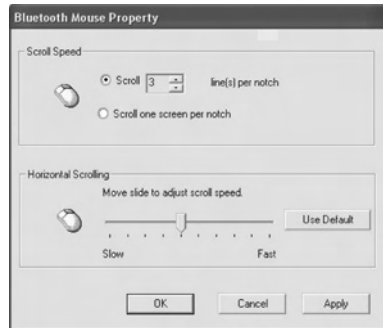 Bluetooth Mouse Property
Scroll Speed
Scroll 3 line(s) per notch
Scroll one screen per notch
Horizontal Scrolling
Move slide to adjust scroll speed.
Use Default
Slow Fast
OK Cancel Apply